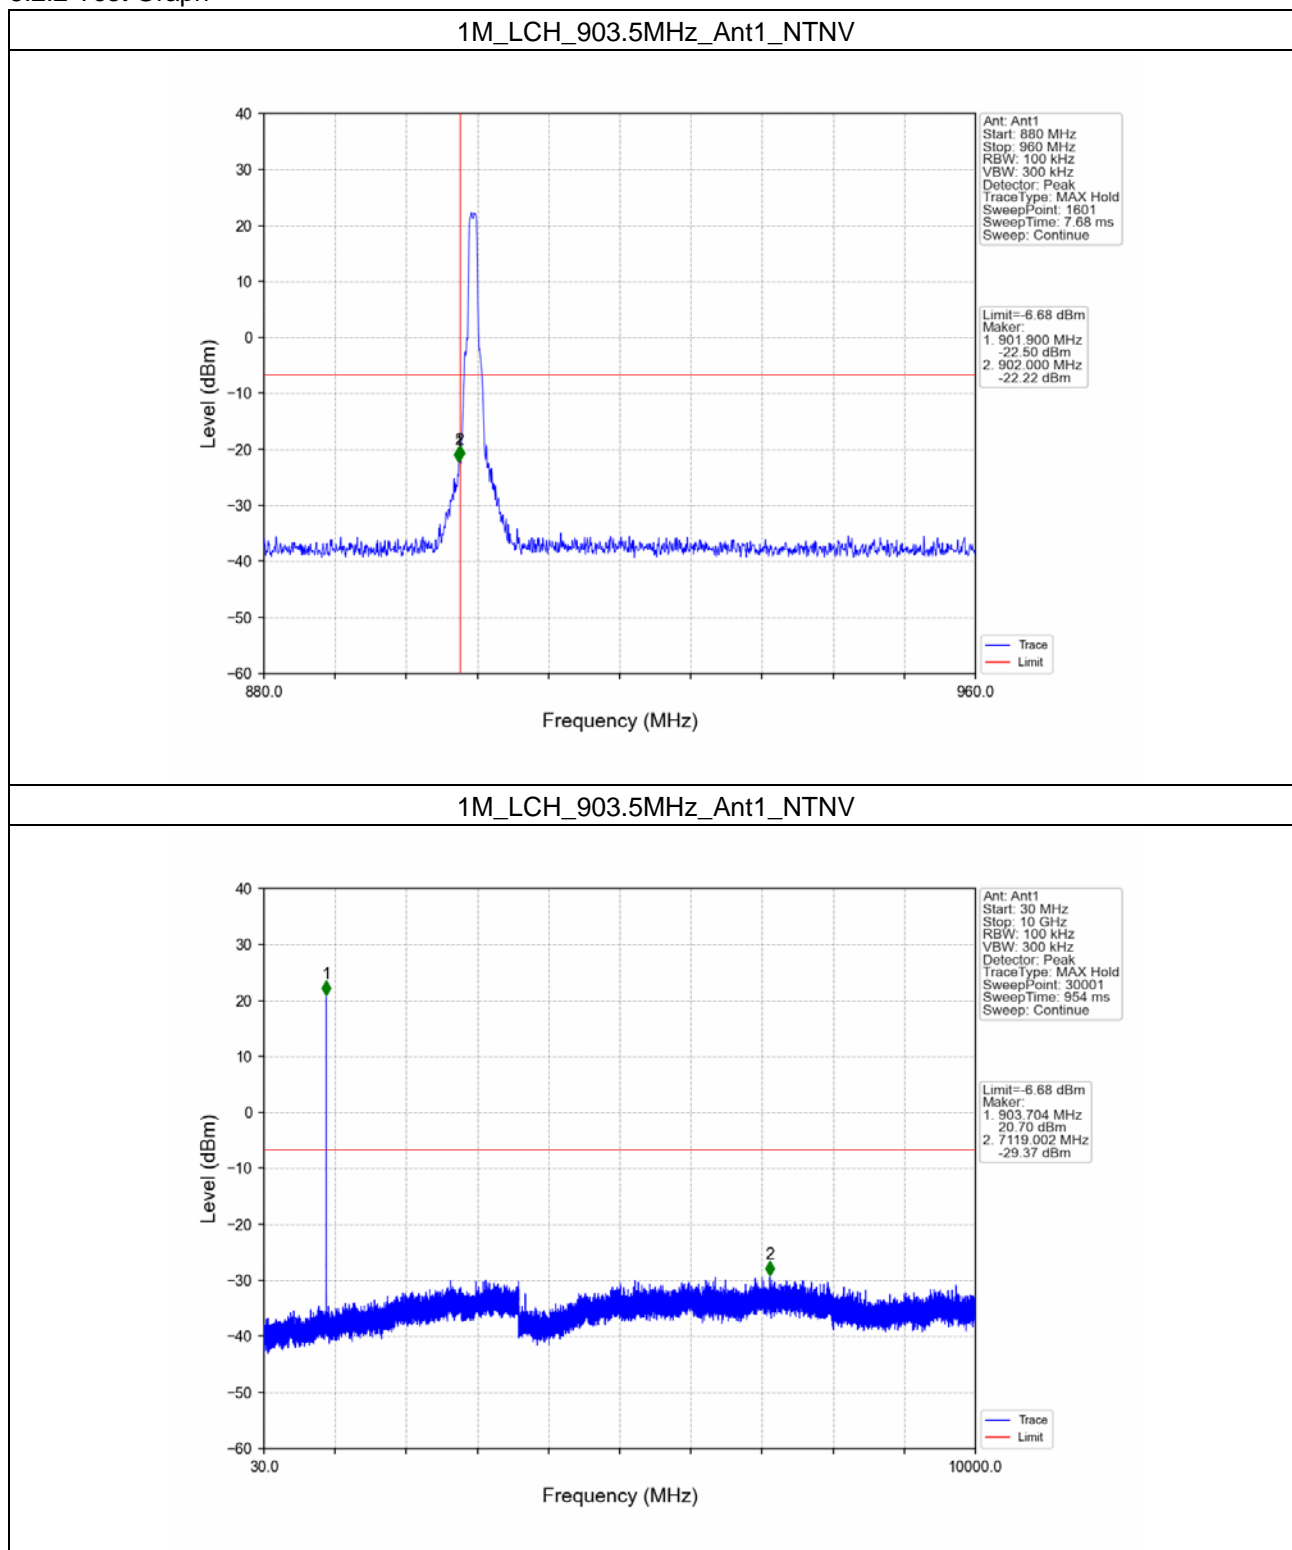 1M_LCH_903.5MHz_Ant1_NTNV
40
30
20
10
0
−10
−20
−30
−40
−50
−60
Level (dBm)
2
880.0
960.0
Frequency (MHz)
Ant: Ant1
Start: 880 MHz
Stop: 960 MHz
RBW: 100 kHz
VBW: 300 kHz
Detector: Peak
TraceType: MAX Hold
SweepPoint: 1601
SweepTime: 7.68 ms
Sweep: Continue
Limit=-6.68 dBm
Maker:
1. 901.900 MHz
-22.50 dBm
2. 902.000 MHz
-22.22 dBm
Trace
Limit
1M_LCH_903.5MHz_Ant1_NTNV
40
30
20
10
0
−10
−20
−30
−40
−50
−60
Level (dBm)
1
2
30.0
10000.0
Frequency (MHz)
Ant: Ant1
Start: 30 MHz
Stop: 10 GHz
RBW: 100 kHz
VBW: 300 kHz
Detector: Peak
TraceType: MAX Hold
SweepPoint: 30001
SweepTime: 954 ms
Sweep: Continue
Limit=-6.68 dBm
Maker:
1. 903.704 MHz
20.70 dBm
2. 7119.002 MHz
-29.37 dBm
Trace
Limit